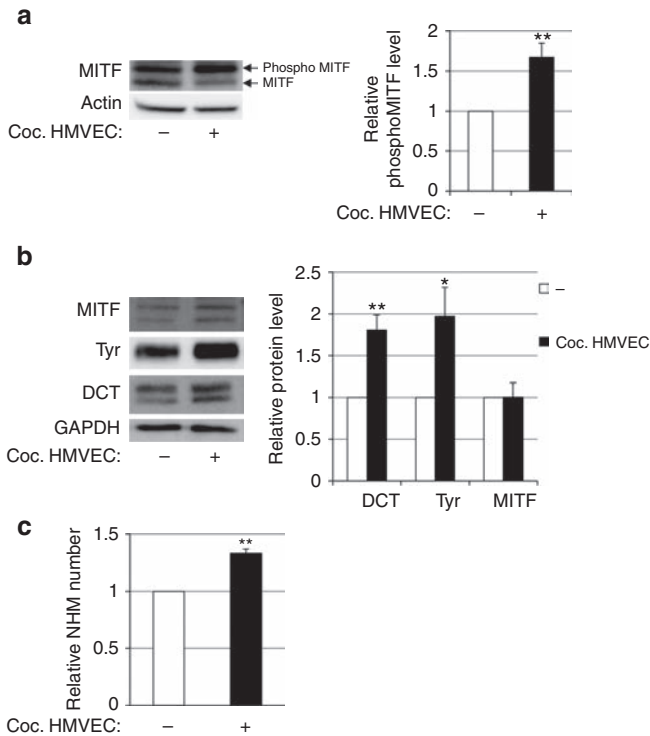 a
MITF
Phospho MITF
MITF
Actin
Coc. HMVEC: – +
Relative
phosphoMITF level
2
1.5
1
0.5
0
**
Coc. HMVEC: – +
b
MITF
Tyr
DCT
GAPDH
Coc. HMVEC: – +
Relative protein level
2.5
2
1.5
1
0.5
0
**
*
DCT Tyr MITF
–
Coc. HMVEC
c
Relative NHM number
1.5
1
0.5
0
**
Coc. HMVEC: – +